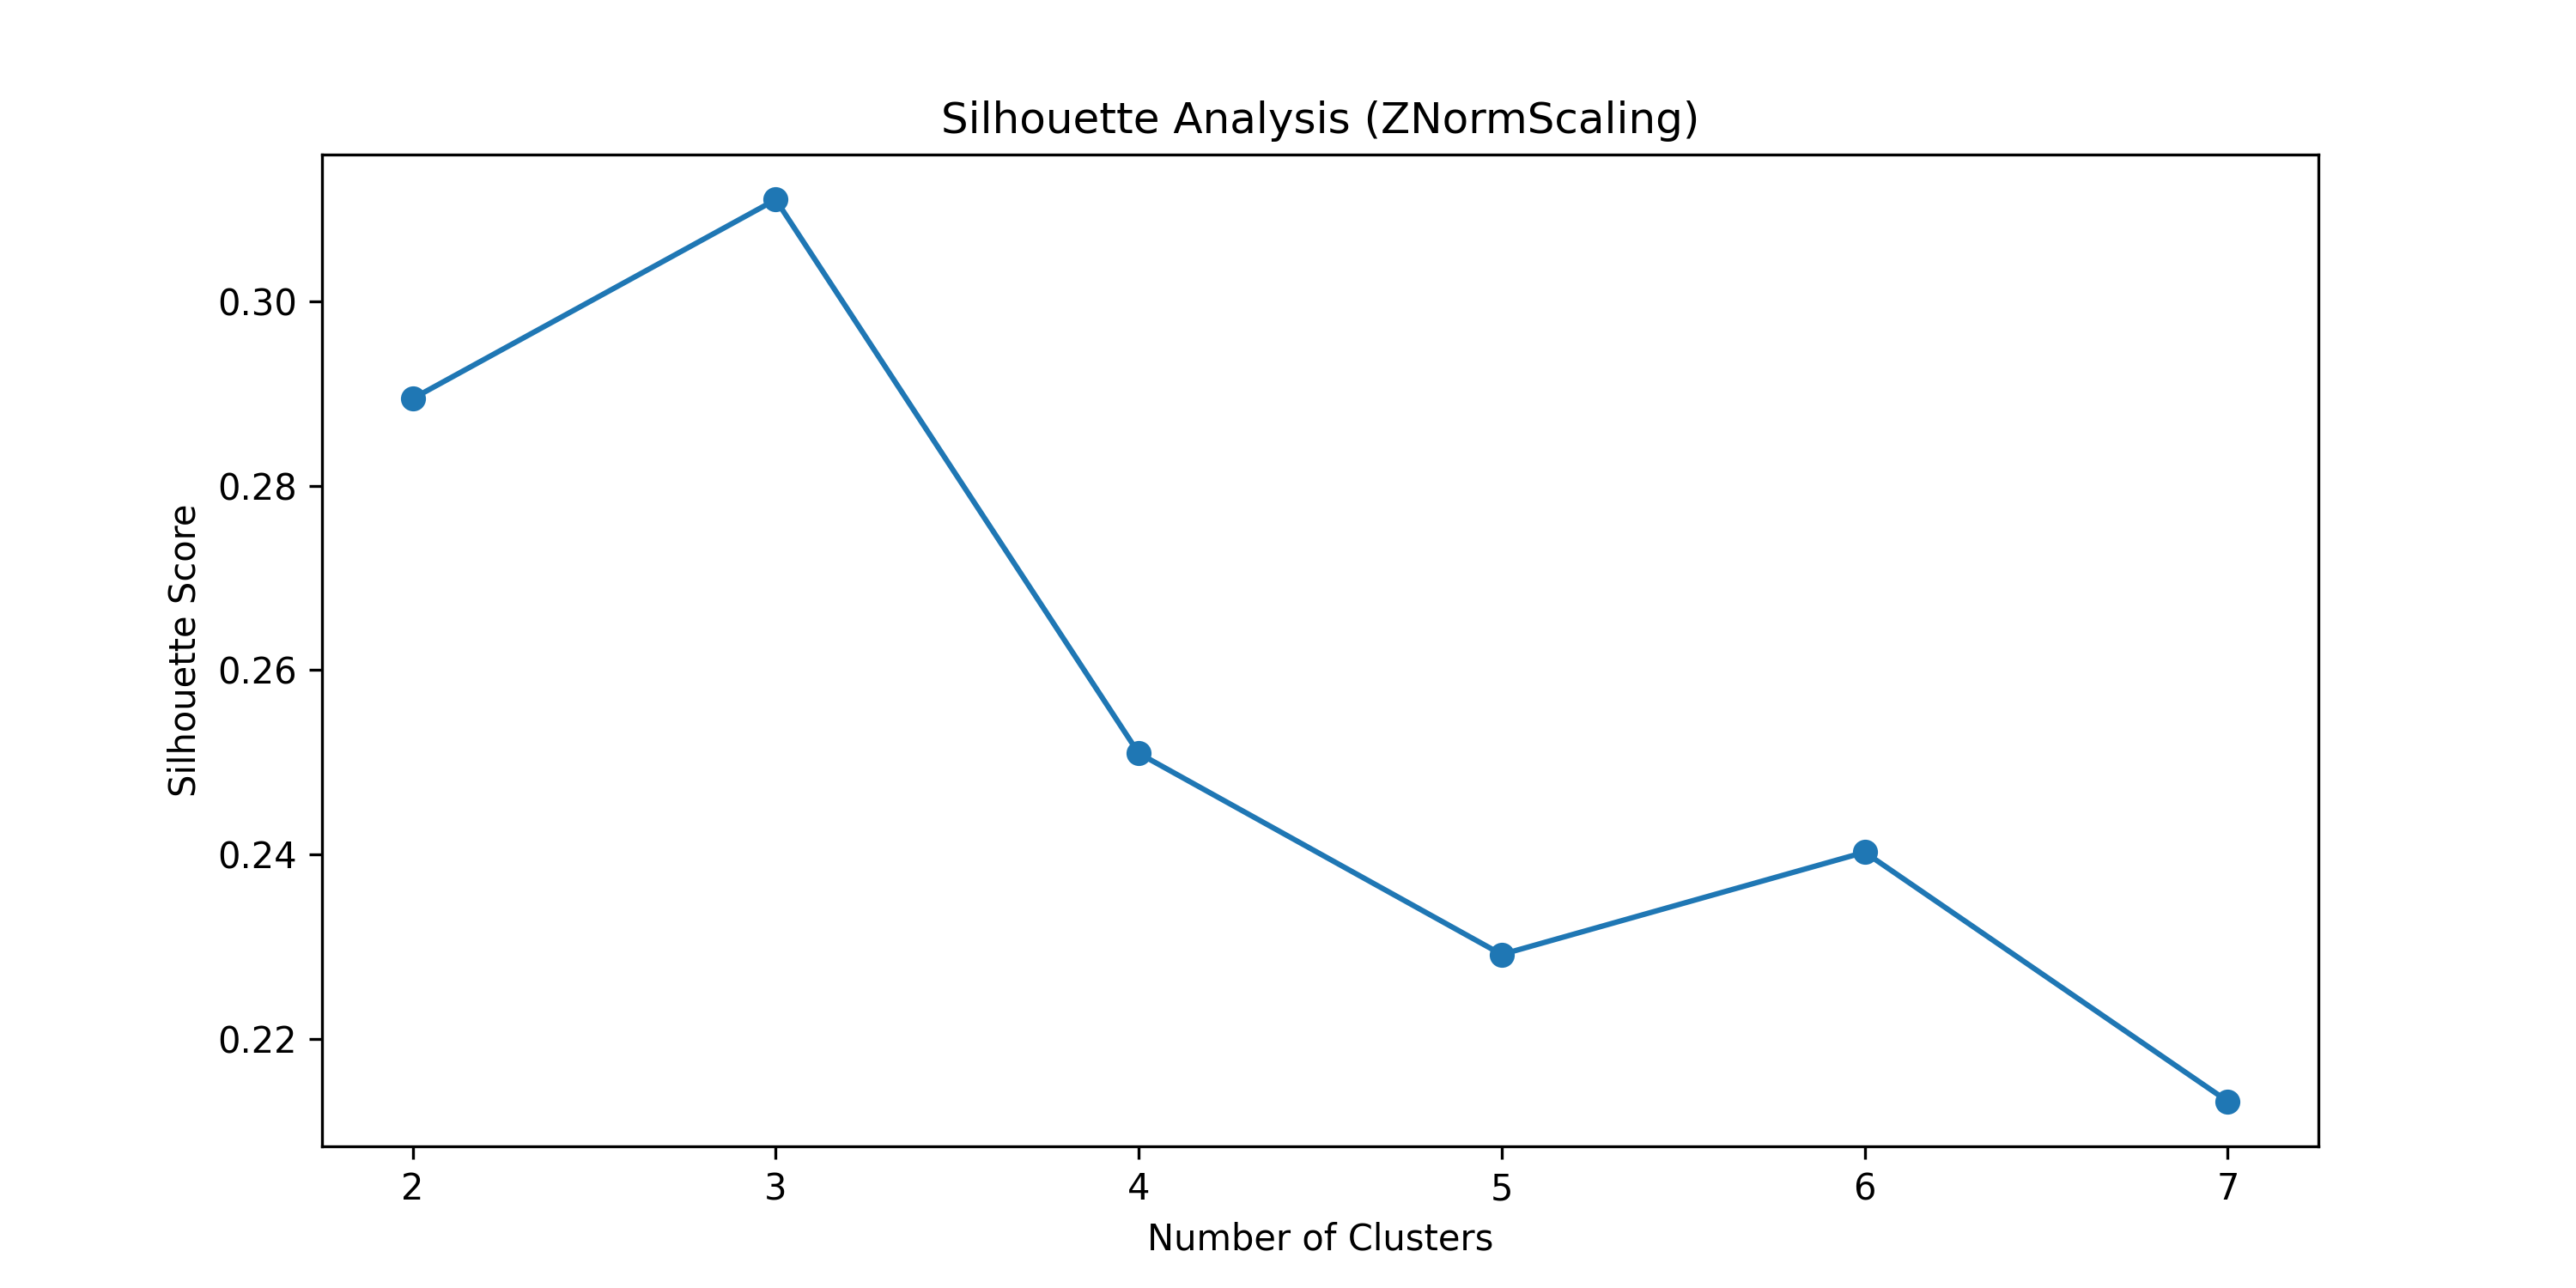 Silhouette Analysis (ZNormScaling)
Silhouette Score
0.30
0.28
0.26
0.24
0.22
2 3 4 5 6 7
Number of Clusters